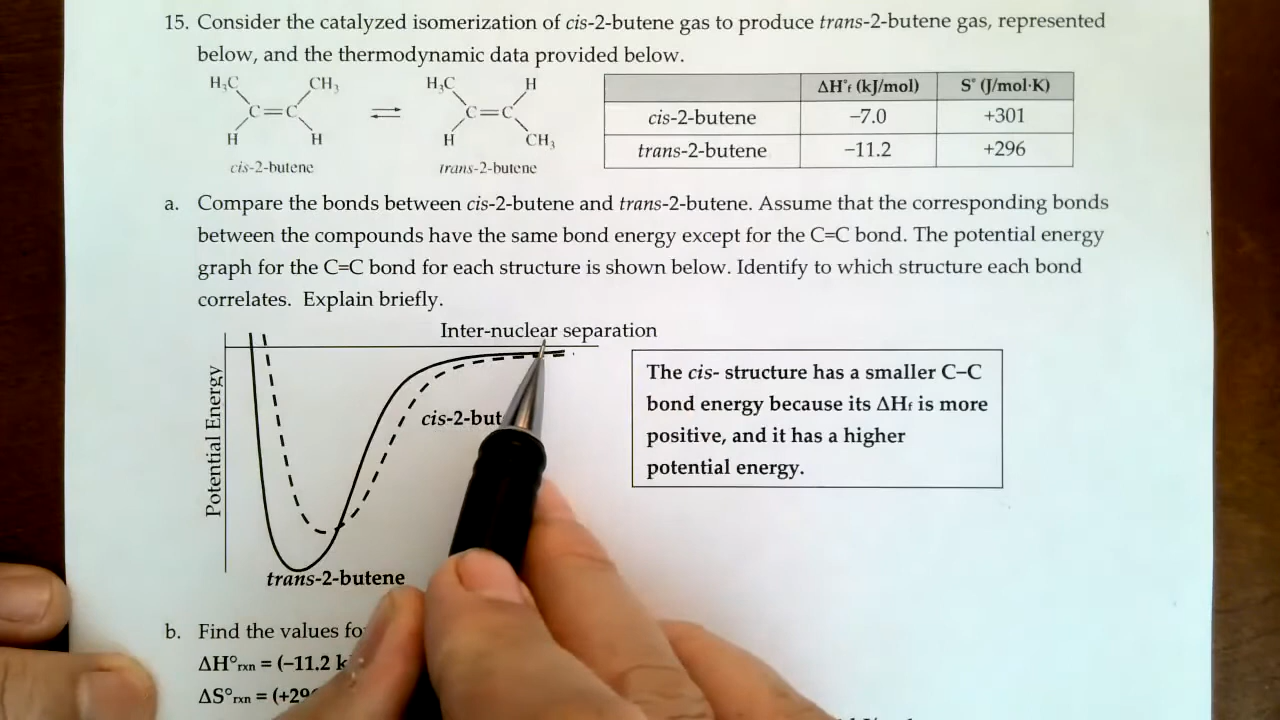 15. Consider the catalyzed isomerization of cis-2-butene gas to produce trans-2-butene gas, represented
below, and the thermodynamic data provided below.
H₃C CH₃ H₃C H
C=C ⇌ C=C
H H H CH₃
cis-2-butene trans-2-butene
ΔH°f (kJ/mol) S° (J/mol·K)
cis-2-butene −7.0 +301
trans-2-butene −11.2 +296
a. Compare the bonds between cis-2-butene and trans-2-butene. Assume that the corresponding bonds
between the compounds have the same bond energy except for the C=C bond. The potential energy
graph for the C=C bond for each structure is shown below. Identify to which structure each bond
correlates. Explain briefly.
Inter-nuclear separation
Potential Energy
cis-2-but
trans-2-butene
The cis- structure has a smaller C–C
bond energy because its ΔHf is more
positive, and it has a higher
potential energy.
b. Find the values fo
ΔH°rxn = (−11.2 k
ΔS°rxn = (+29